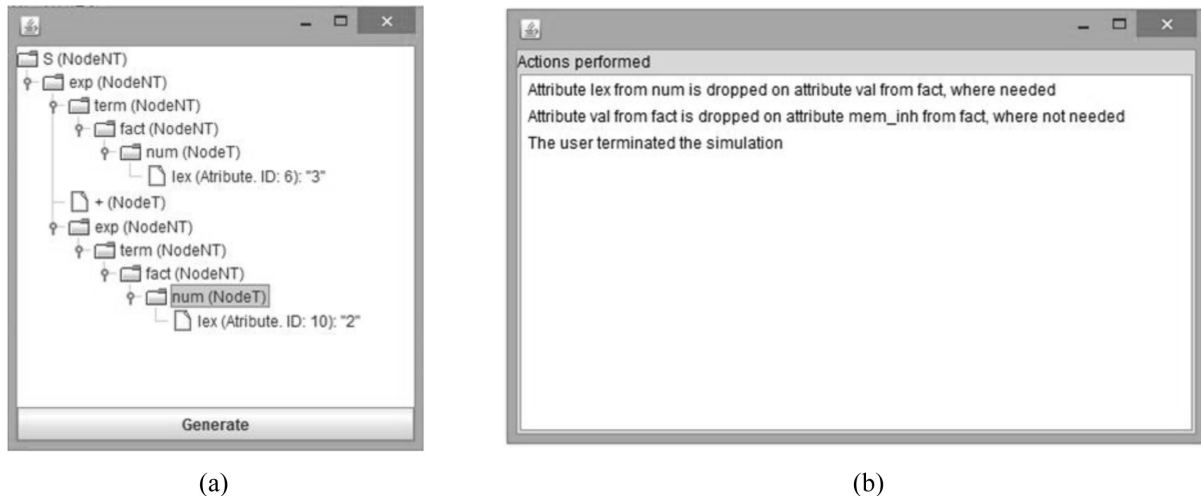 S (NodeNT)
exp (NodeNT)
term (NodeNT)
fact (NodeNT)
num (NodeT)
lex (Atribute. ID: 6): "3"
+ (NodeT)
exp (NodeNT)
term (NodeNT)
fact (NodeNT)
num (NodeT)
lex (Atribute. ID: 10): "2"
Generate
(a)
Actions performed
Attribute lex from num is dropped on attribute val from fact, where needed
Attribute val from fact is dropped on attribute mem_inh from fact, where not needed
The user terminated the simulation
(b)